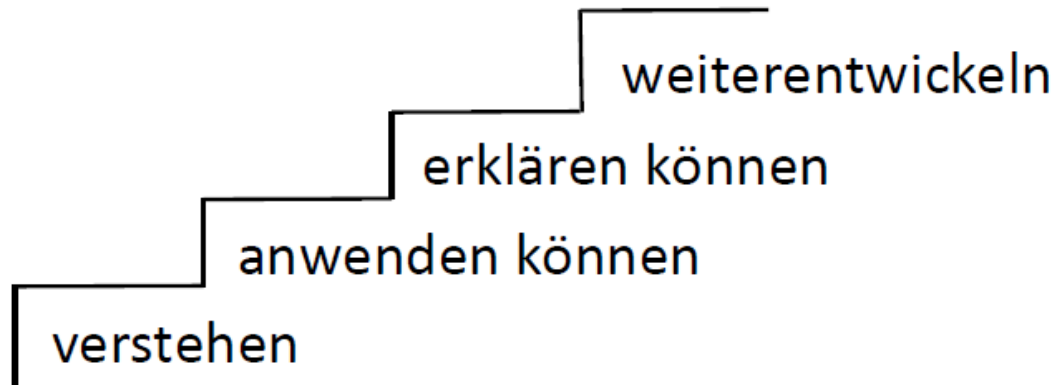 weiterentwickeln
erklären können
anwenden können
verstehen